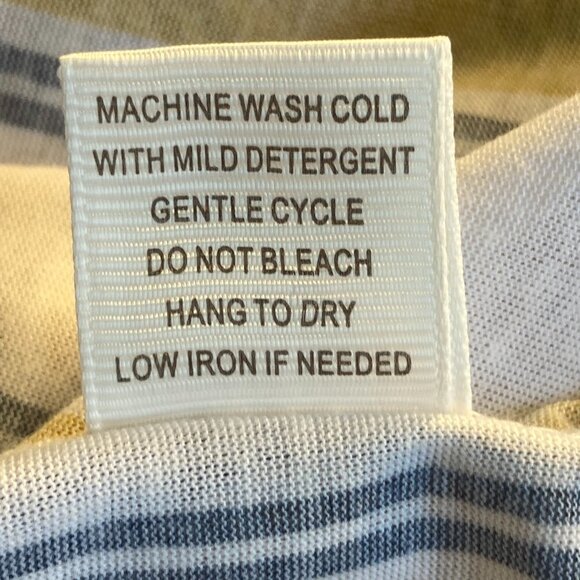 MACHINE WASH COLD
WITH MILD DETERGENT
GENTLE CYCLE
DO NOT BLEACH
HANG TO DRY
LOW IRON IF NEEDED